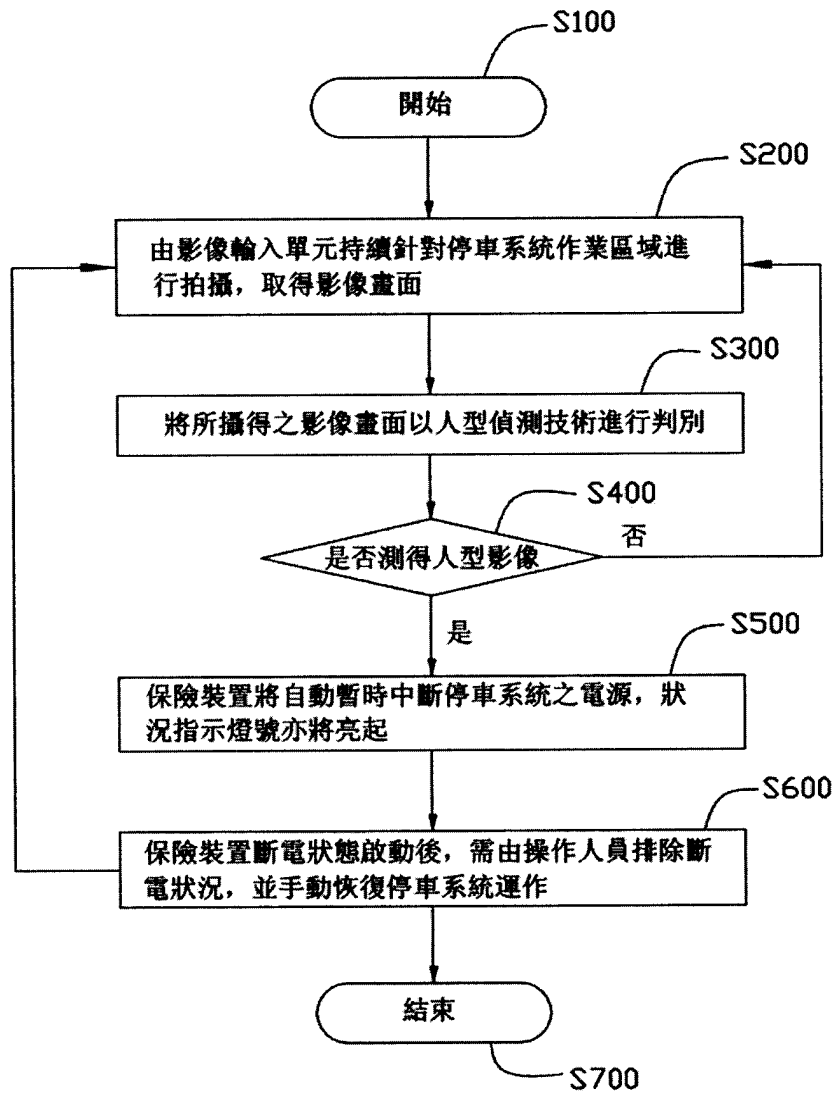 S100
開始
S200
由影像輸入單元持續針對停車系統作業區域進
行拍攝，取得影像畫面
S300
將所攝得之影像畫面以人型偵測技術進行判別
S400
是否測得人型影像
否
是
S500
保險裝置將自動暫時中斷停車系統之電源，狀
況指示燈號亦將亮起
S600
保險裝置斷電狀態啟動後，需由操作人員排除斷
電狀況，並手動恢復停車系統運作
結束
S700